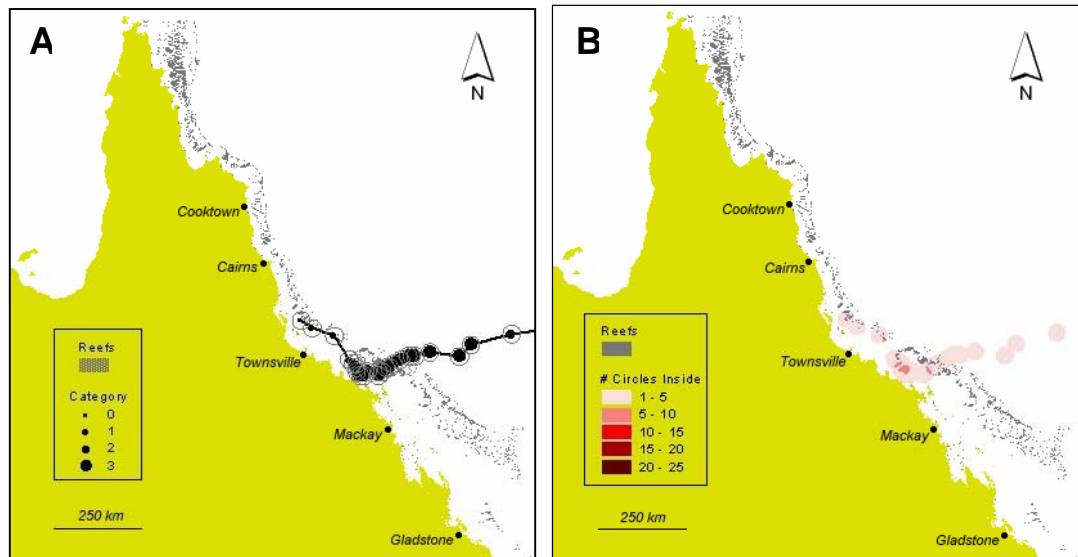 A
N
Cooktown
Cairns
Townsville
Mackay
Gladstone
Reefs
Category
0
1
2
3
250 km
B
N
Cooktown
Cairns
Townsville
Mackay
Gladstone
Reefs
# Circles Inside
1 - 5
5 - 10
10 - 15
15 - 20
20 - 25
250 km